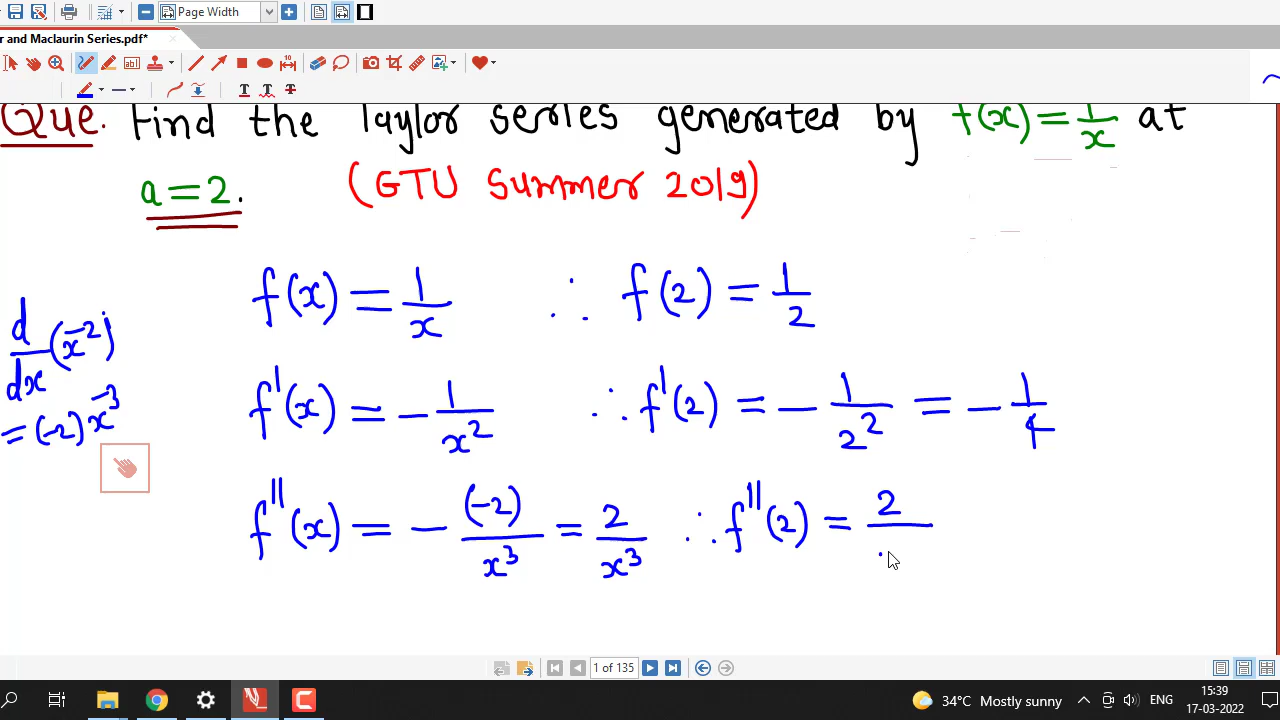 Page Width
r and Maclaurin Series.pdf*
Que. Find the Taylor series generated by f(x) = 1/x at
a = 2. (GTU Summer 2019)
f(x) = 1/x ∴ f(2) = 1/2
d/dx (x^-2)
= (-2) x^-3
f'(x) = - 1/x² ∴ f'(2) = - 1/2² = - 1/4
f''(x) = - (-2)/x³ = 2/x³ ∴ f''(2) = 2/
1 of 135
34°C Mostly sunny ENG 15:39
17-03-2022